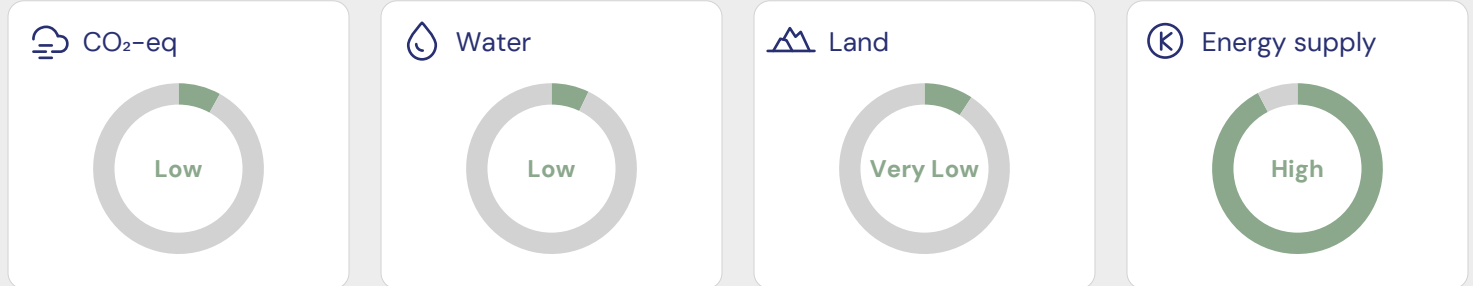 CO₂-eq
Low
Water
Low
Land
Very Low
K Energy supply
High